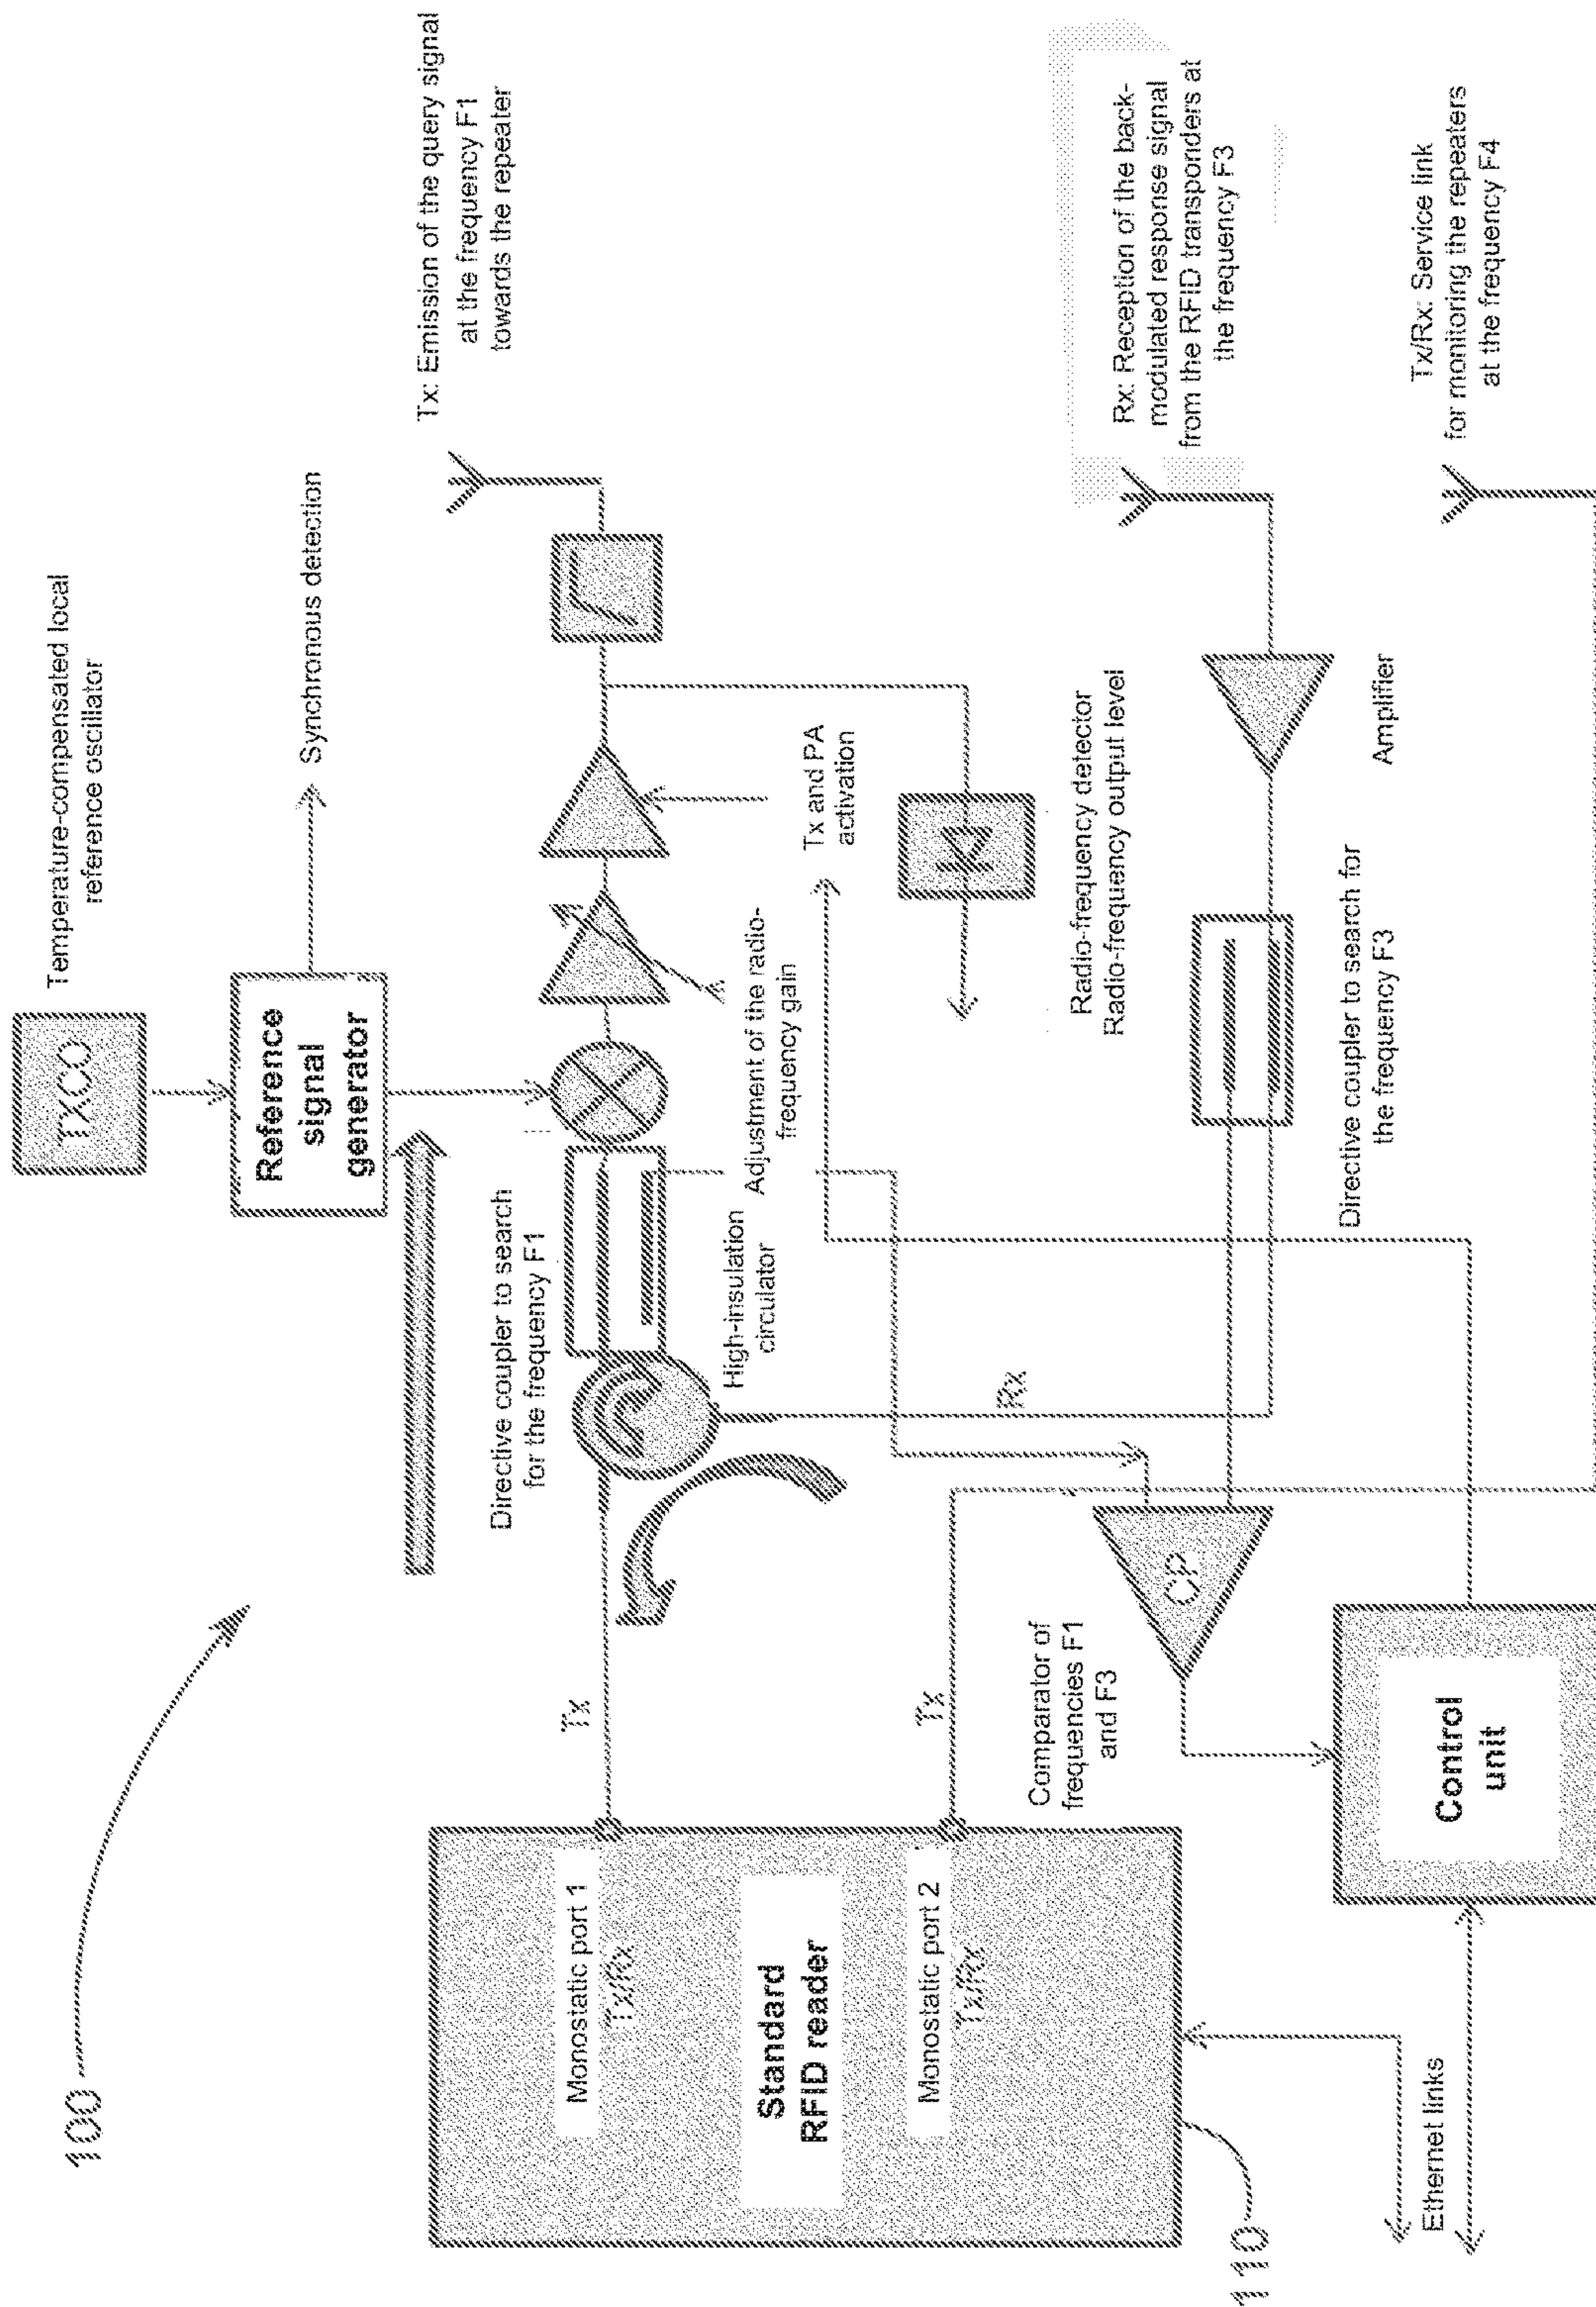 100
Temperature-compensated local
reference oscillator
TXCO
Reference
signal
generator
Synchronous detection
Tx: Emission of the query signal
at the frequency F1
towards the repeater
Directive coupler to search
for the frequency F1
Tx
High-insulation
circulator
Adjustment of the radio-
frequency gain
Tx and PA
activation
Monostatic port 1
Tx/Rx
Standard
RFID reader
Monostatic port 2
Tx/Rx
Tx
Rx
Radio-frequency detector
Radio-frequency output level
Rx: Reception of the back-
modulated response signal
from the RFID transponders at
the frequency F3
Comparator of
frequencies F1
and F3
CP
Directive coupler to search for
the frequency F3
Amplifier
110
Ethernet links
Control
unit
Tx/Rx: Service link
for monitoring the repeaters
at the frequency F4